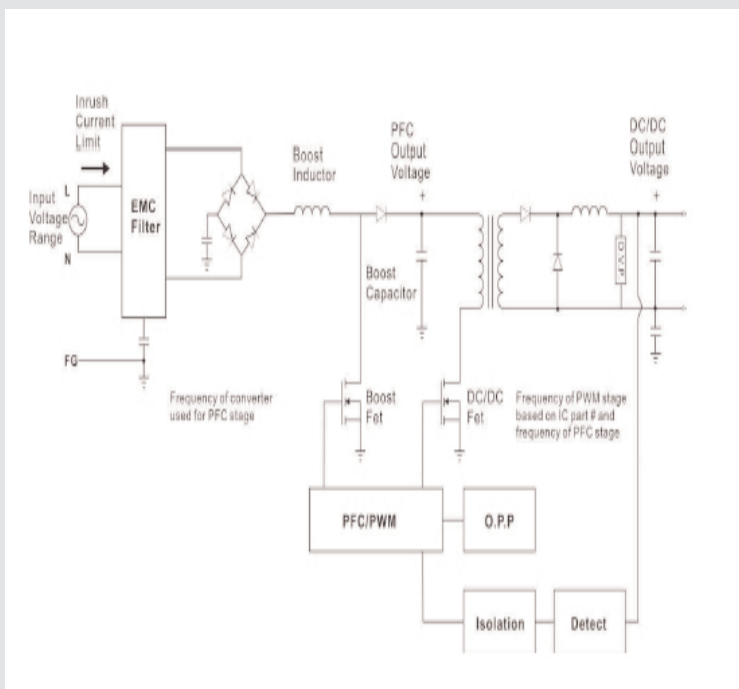 Inrush
Current
Limit
L
Input
Voltage
Range
N
EMC
Filter
FG
Boost
Inductor
PFC
Output
Voltage
+
DC/DC
Output
Voltage
+
Boost
Capacitor
O.V.P
Frequency of converter
used for PFC stage
Boost
Fet
DC/DC
Fet
Frequency of PWM stage
based on IC part # and
frequency of PFC stage
PFC/PWM
O.P.P
Isolation
Detect